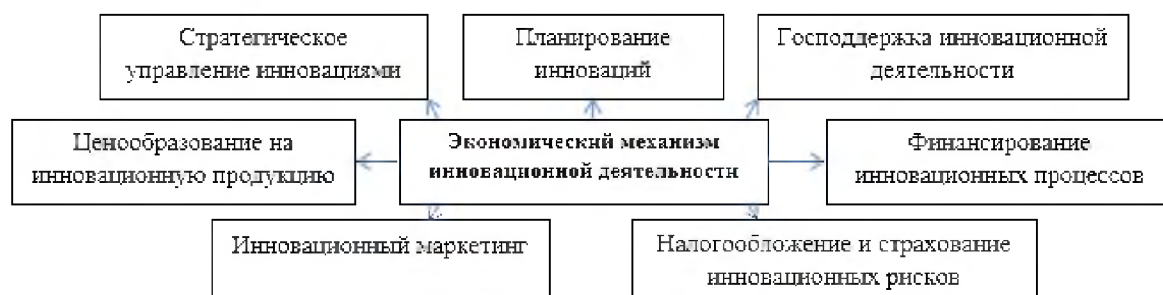 Стратегическое
управление инновациями
Планирование
инноваций
Господдержка инновационной
деятельности
Ценообразование на
инновационную продукцию
Экономический механизм
инновационной деятельности
Финансирование
инновационных процессов
Инновационный маркетинг
Налогообложение и страхование
инновационных рисков